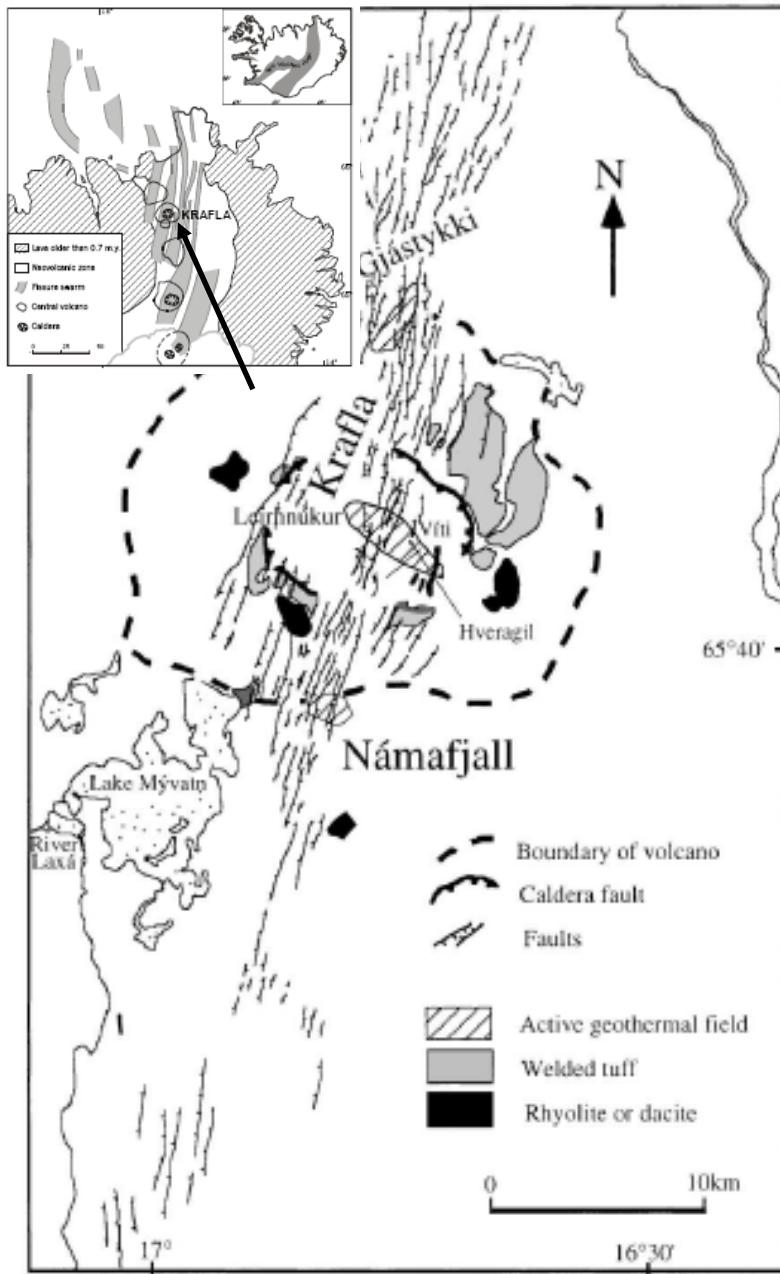 KRAFLA
Lava older than 0.7 m.y.
Neovolcanic zone
Fissure swarm
Central volcano
Caldera
N
Gjástykki
Krafla
Leirhnúkur
Víti
Hveragil
65°40'
Námafjall
Lake Mývatn
River
Laxá
Boundary of volcano
Caldera fault
Faults
Active geothermal field
Welded tuff
Rhyolite or dacite
0
10km
17°
16°30'